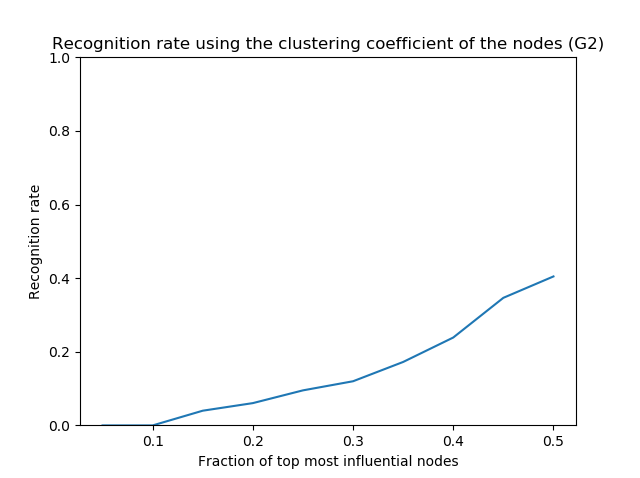 Recognition rate using the clustering coefficient of the nodes (G2)
1.0
0.8
0.6
0.4
0.2
0.0
Recognition rate
0.1 0.2 0.3 0.4 0.5
Fraction of top most influential nodes